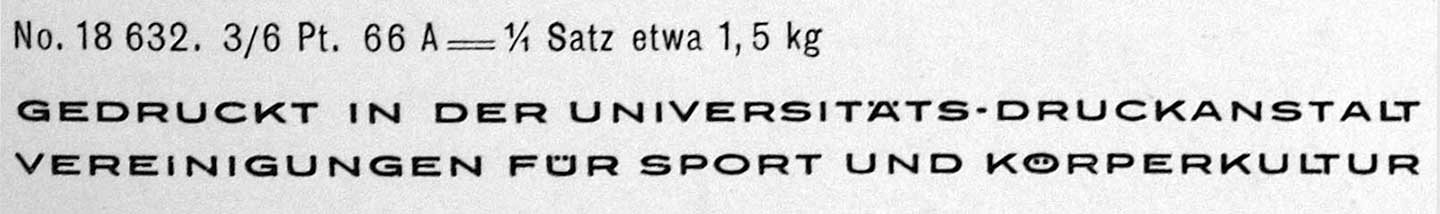 No. 18 632. 3/6 Pt. 66 A = 1/1 Satz etwa 1,5 kg
GEDRUCKT IN DER UNIVERSITÄTS-DRUCKANSTALT
VEREINIGUNGEN FÜR SPORT UND KÖRPERKULTUR